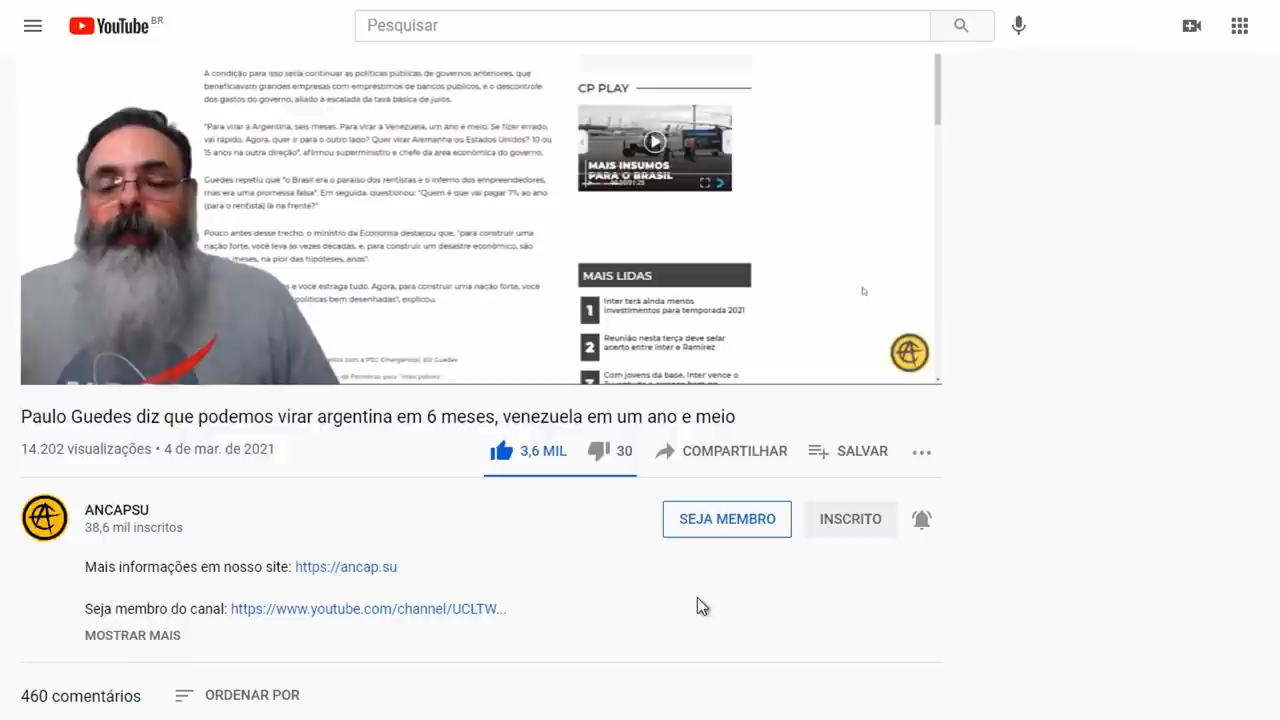 YouTube BR
Pesquisar
A condição para isso seria continuar as políticas públicas de governos anteriores, que
beneficiavam grandes empresas com empréstimos de bancos públicos, e o descontrole
dos gastos do governo, aliado à escalada da taxa básica de juros.
"Para virar a Argentina, seis meses. Para virar a Venezuela, um ano e meio. Se fizer errado,
vai rápido. Agora, quer ir para o outro lado? Quer virar Alemanha ou Estados Unidos? 10 ou
15 anos na outra direção", afirmou superministro e chefe da área econômica do governo.
Guedes repetiu que "o Brasil era o paraíso dos rentistas e o inferno dos empreendedores,
mas era uma promessa falsa". Em seguida, questionou: "Quem é que vai pagar 7% ao ano
(para o rentista) lá na frente?"
Pouco antes desse trecho, o ministro da Economia destacou que, "para construir uma
nação forte, você leva às vezes décadas, e, para construir um desastre econômico, são
meses, na pior das hipóteses, anos".
s e você estraga tudo. Agora, para construir uma nação forte, você
políticas bem desenhadas", explicou.
com a PEC Emergencial, diz Guedes
CP PLAY
MAIS INSUMOS
PARA O BRASIL
MAIS LIDAS
1 Inter terá ainda menos
investimentos para temporada 2021
2 Reunião nesta terça deve selar
acerto entre Inter e Ramírez
Com jovens da base, Inter vence o
Paulo Guedes diz que podemos virar argentina em 6 meses, venezuela em um ano e meio
14.202 visualizações • 4 de mar. de 2021
3,6 MIL 30 COMPARTILHAR SALVAR ...
ANCAPSU
38,6 mil inscritos
SEJA MEMBRO INSCRITO
Mais informações em nosso site: https://ancap.su
Seja membro do canal: https://www.youtube.com/channel/UCLTW...
MOSTRAR MAIS
460 comentários ORDENAR POR